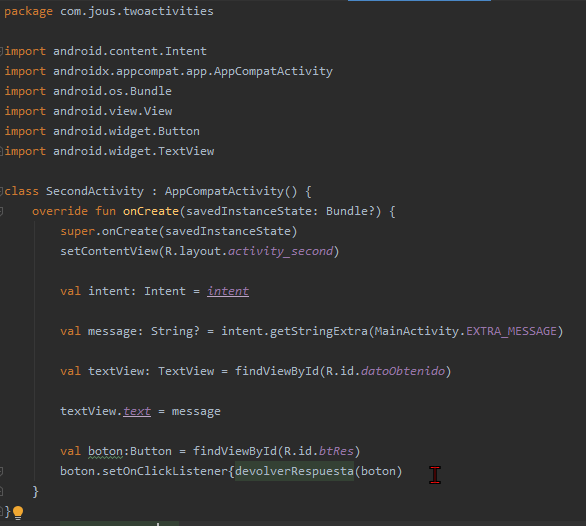 package com.jous.twoactivities
import android.content.Intent
import androidx.appcompat.app.AppCompatActivity
import android.os.Bundle
import android.view.View
import android.widget.Button
import android.widget.TextView
class SecondActivity : AppCompatActivity() {
override fun onCreate(savedInstanceState: Bundle?) {
super.onCreate(savedInstanceState)
setContentView(R.layout.activity_second)
val intent: Intent = intent
val message: String? = intent.getStringExtra(MainActivity.EXTRA_MESSAGE)
val textView: TextView = findViewById(R.id.datoObtenido)
textView.text = message
val boton:Button = findViewById(R.id.btRes)
boton.setOnClickListener{devolverRespuesta(boton)
}
}